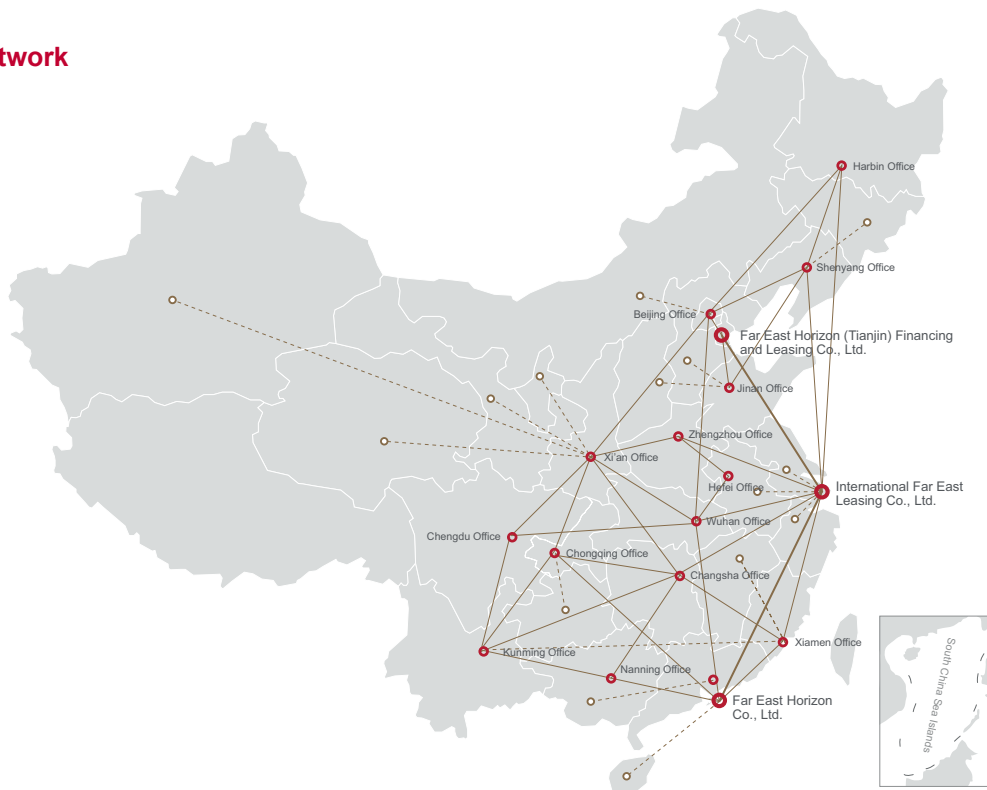 twork
Harbin Office
Shenyang Office
Beijing Office
Far East Horizon (Tianjin) Financing
and Leasing Co., Ltd.
Jinan Office
Zhengzhou Office
Xi'an Office
Hefei Office
International Far East
Leasing Co., Ltd.
Wuhan Office
Chengdu Office
Chongqing Office
Changsha Office
Xiamen Office
Kunming Office
Nanning Office
Far East Horizon
Co., Ltd.
South China Sea Islands